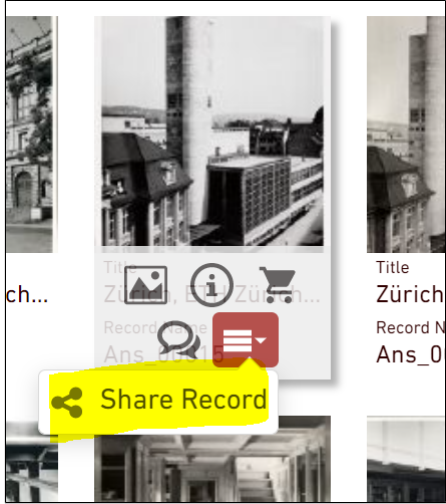 Title
Zürich, ETH Zürich...
Record Name
Ans_00015
Share Record
ch...
Title
Zürich
Record N
Ans_0